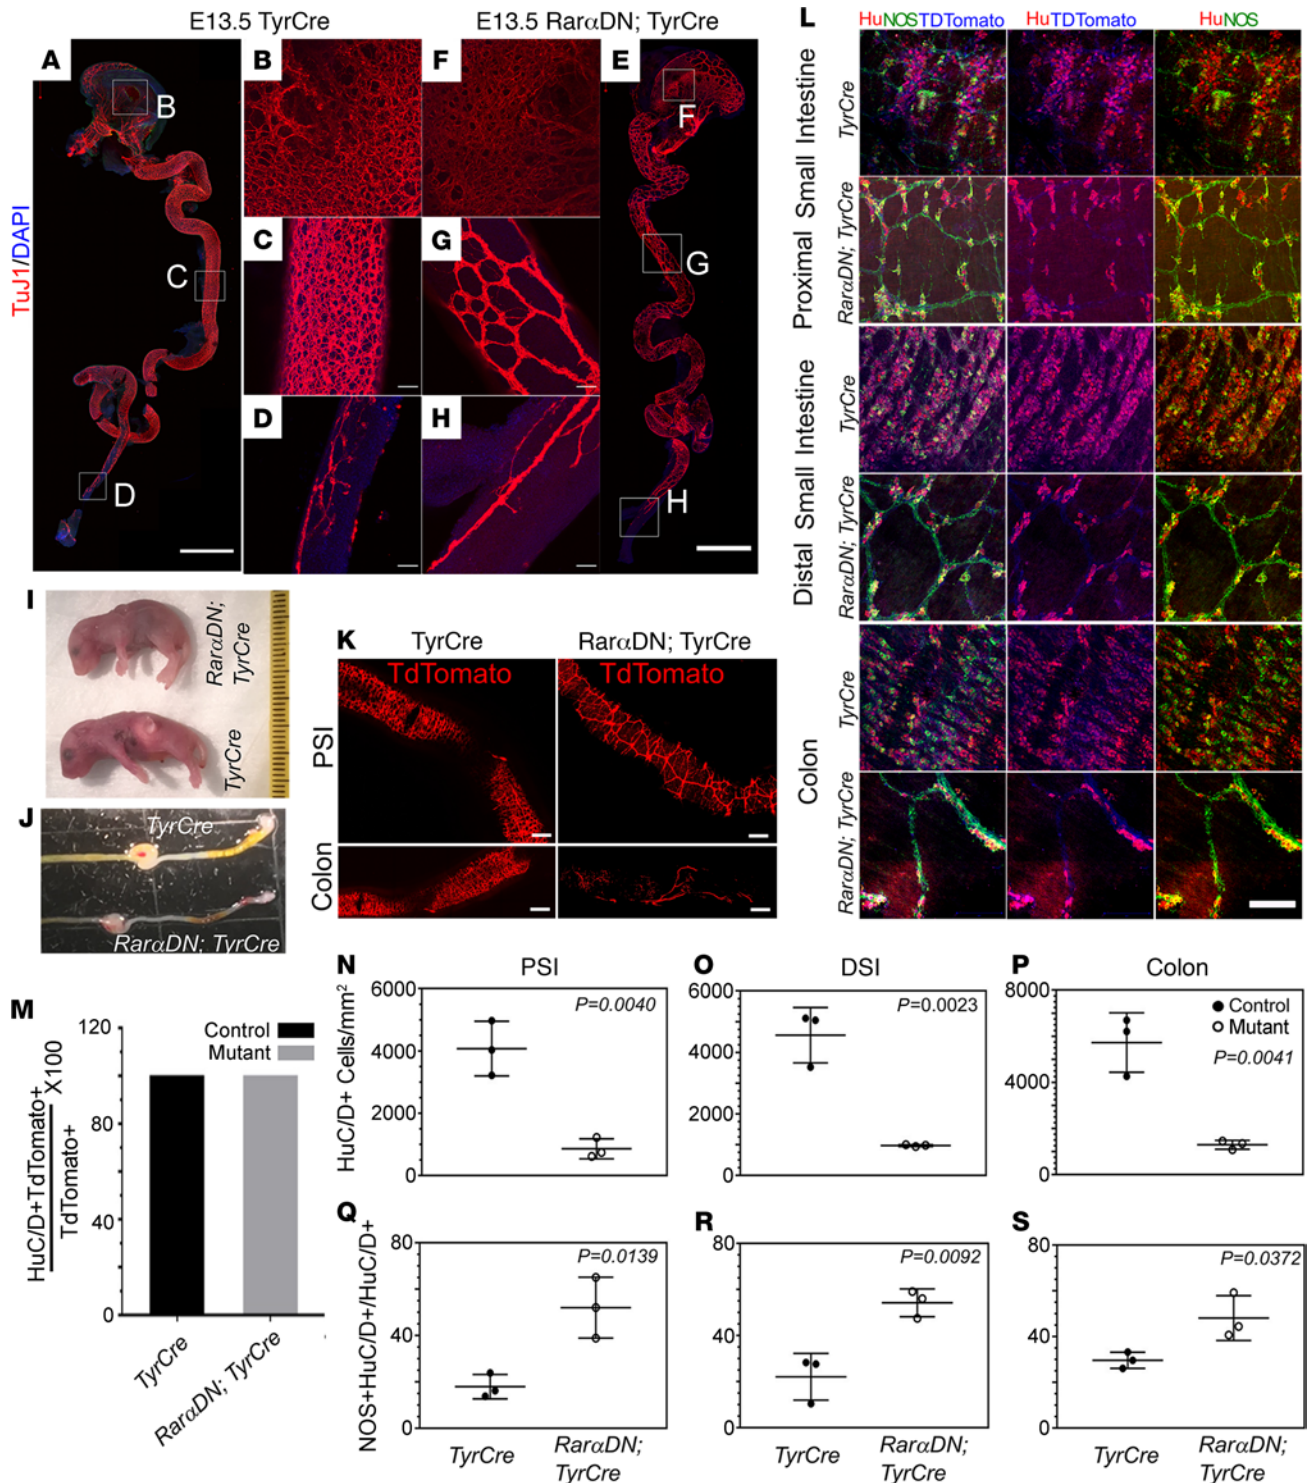 E13.5 TyrCre
E13.5 RarαDN; TyrCre
TuJ1/DAPI
A
B
C
D
B
C
D
F
G
H
E
F
G
H
L
HuNOSTDTomato
HuTDTomato
HuNOS
Proximal Small Intestine
TyrCre
RarαDN; TyrCre
Distal Small Intestine
TyrCre
RarαDN; TyrCre
Colon
TyrCre
RarαDN; TyrCre
I
RarαDN;
TyrCre
TyrCre
J
TyrCre
RarαDN; TyrCre
K
TyrCre
RarαDN; TyrCre
TdTomato
TdTomato
PSI
Colon
M
HuC/D+TdTomato+
TdTomato+
X100
120
80
40
0
Control
Mutant
TyrCre
RarαDN; TyrCre
N
PSI
HuC/D+ Cells/mm²
6000
4000
2000
0
P=0.0040
O
DSI
6000
4000
2000
0
P=0.0023
P
Colon
8000
4000
0
Control
Mutant
P=0.0041
Q
NOS+HuC/D+/HuC/D+
80
40
0
P=0.0139
TyrCre
RarαDN;
TyrCre
R
80
40
0
P=0.0092
TyrCre
RarαDN;
TyrCre
S
80
40
0
P=0.0372
TyrCre
RarαDN;
TyrCre